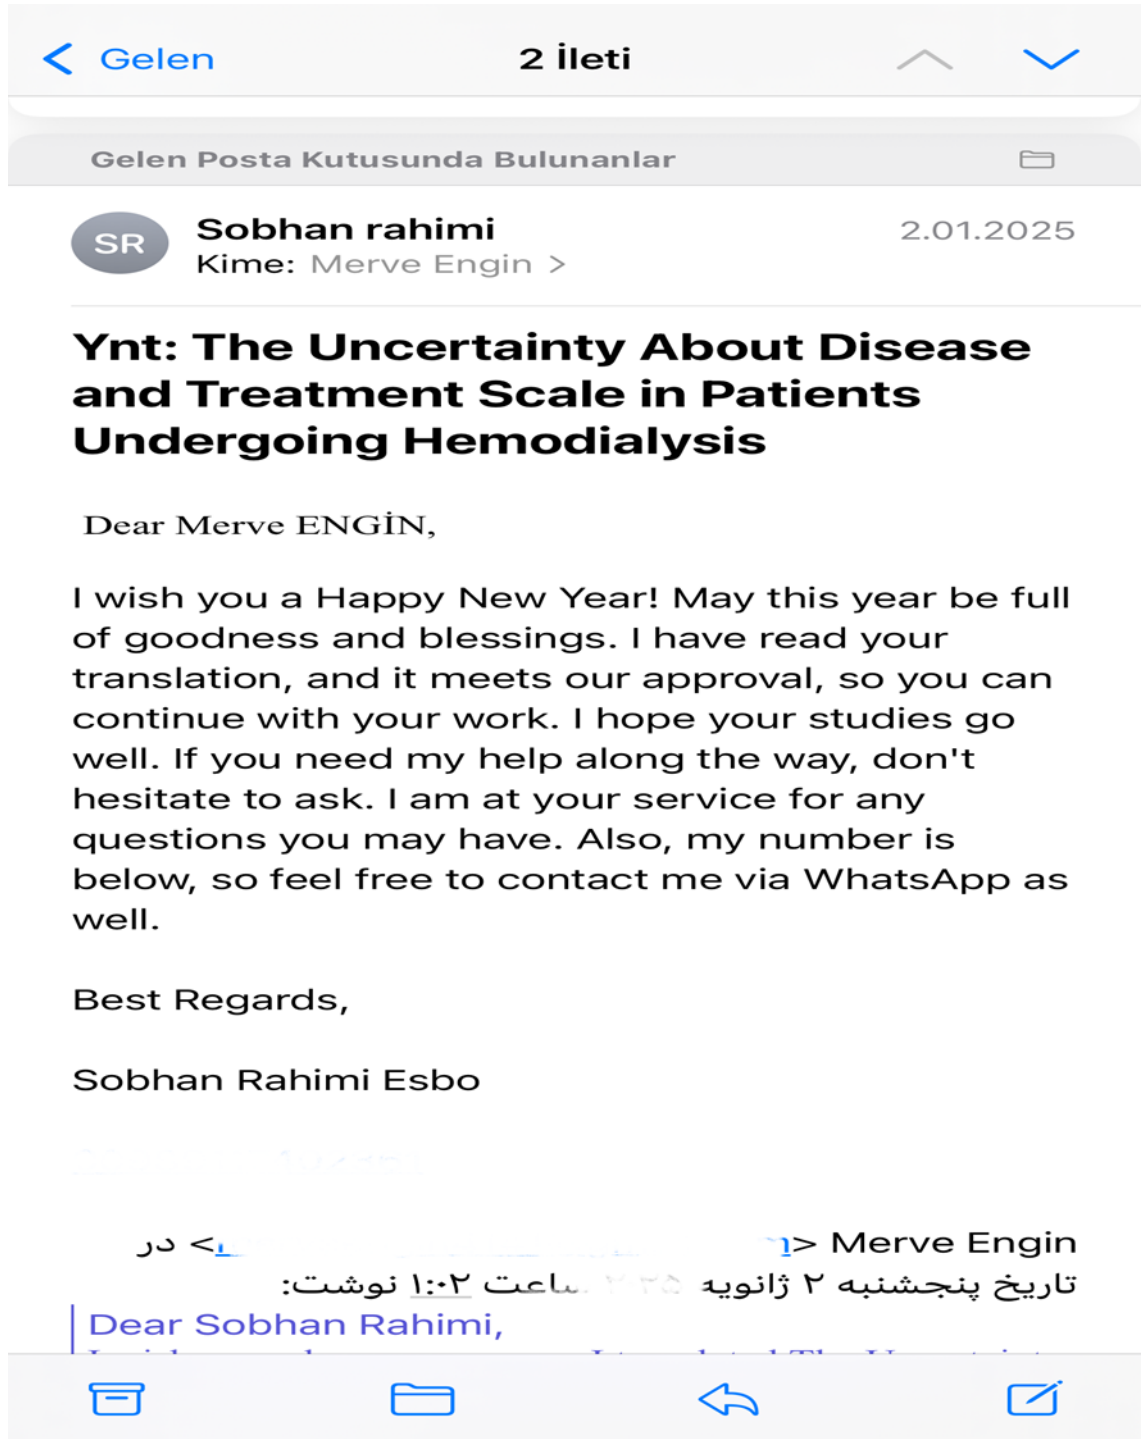 Gelen
2 İleti
Gelen Posta Kutusunda Bulunanlar
SR
Sobhan rahimi
2.01.2025
Kime: Merve Engin >
Ynt: The Uncertainty About Disease
and Treatment Scale in Patients
Undergoing Hemodialysis
Dear Merve ENGİN,
I wish you a Happy New Year! May this year be full
of goodness and blessings. I have read your
translation, and it meets our approval, so you can
continue with your work. I hope your studies go
well. If you need my help along the way, don't
hesitate to ask. I am at your service for any
questions you may have. Also, my number is
below, so feel free to contact me via WhatsApp as
well.
Best Regards,
Sobhan Rahimi Esbo
Merve Engin < > در
تاریخ پنجشنبه ۲ ژانویه ساعت ۱:۰۲ نوشت:
Dear Sobhan Rahimi,